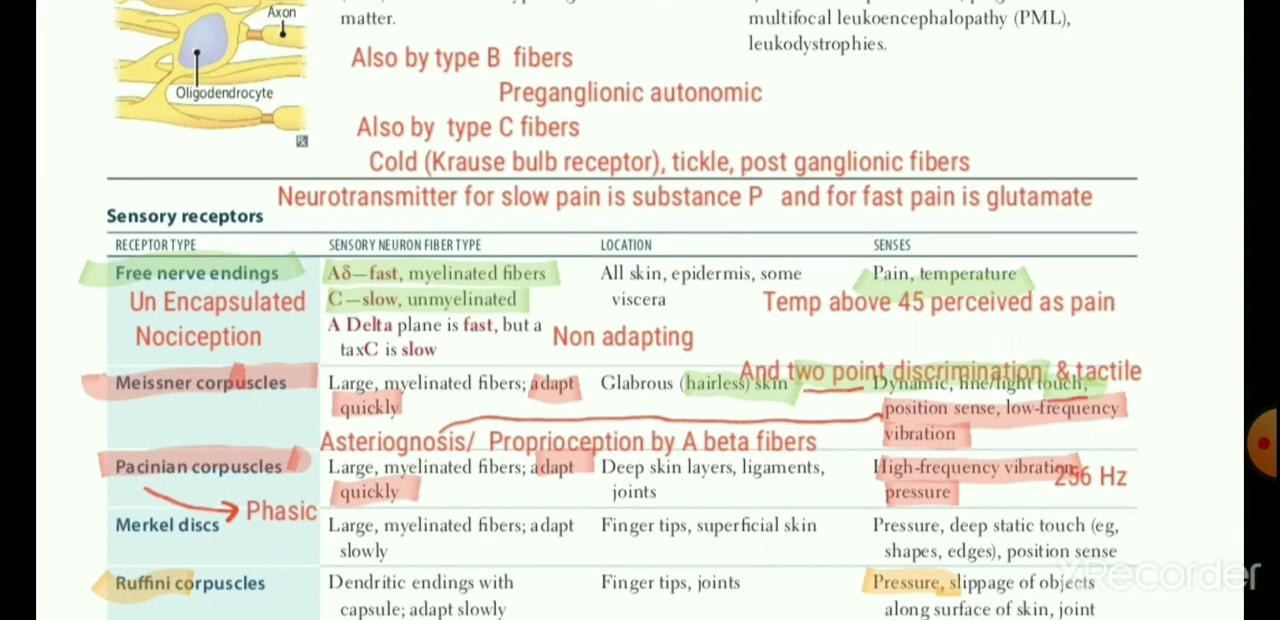 Axon
matter.
multifocal leukoencephalopathy (PML),
leukodystrophies.
Also by type B fibers
Oligodendrocyte
Preganglionic autonomic
Also by type C fibers
Cold (Krause bulb receptor), tickle, post ganglionic fibers
Neurotransmitter for slow pain is substance P and for fast pain is glutamate
Sensory receptors
RECEPTOR TYPE SENSORY NEURON FIBER TYPE LOCATION SENSES
Free nerve endings Aδ—fast, myelinated fibers All skin, epidermis, some Pain, temperature
Un Encapsulated C—slow, unmyelinated viscera Temp above 45 perceived as pain
Nociception A Delta plane is fast, but a Non adapting
taxC is slow
And two point discrimination & tactile
Meissner corpuscles Large, myelinated fibers; adapt Glabrous (hairless) skin Dynamic, fine/light touch,
quickly position sense, low-frequency
vibration
Asteriognosis/ Proprioception by A beta fibers
Pacinian corpuscles Large, myelinated fibers; adapt Deep skin layers, ligaments, High-frequency vibration, 256 Hz
quickly joints pressure
Phasic
Merkel discs Large, myelinated fibers; adapt Finger tips, superficial skin Pressure, deep static touch (eg,
slowly shapes, edges), position sense
XRecorder
Ruffini corpuscles Dendritic endings with Finger tips, joints Pressure, slippage of objects
capsule; adapt slowly along surface of skin, joint